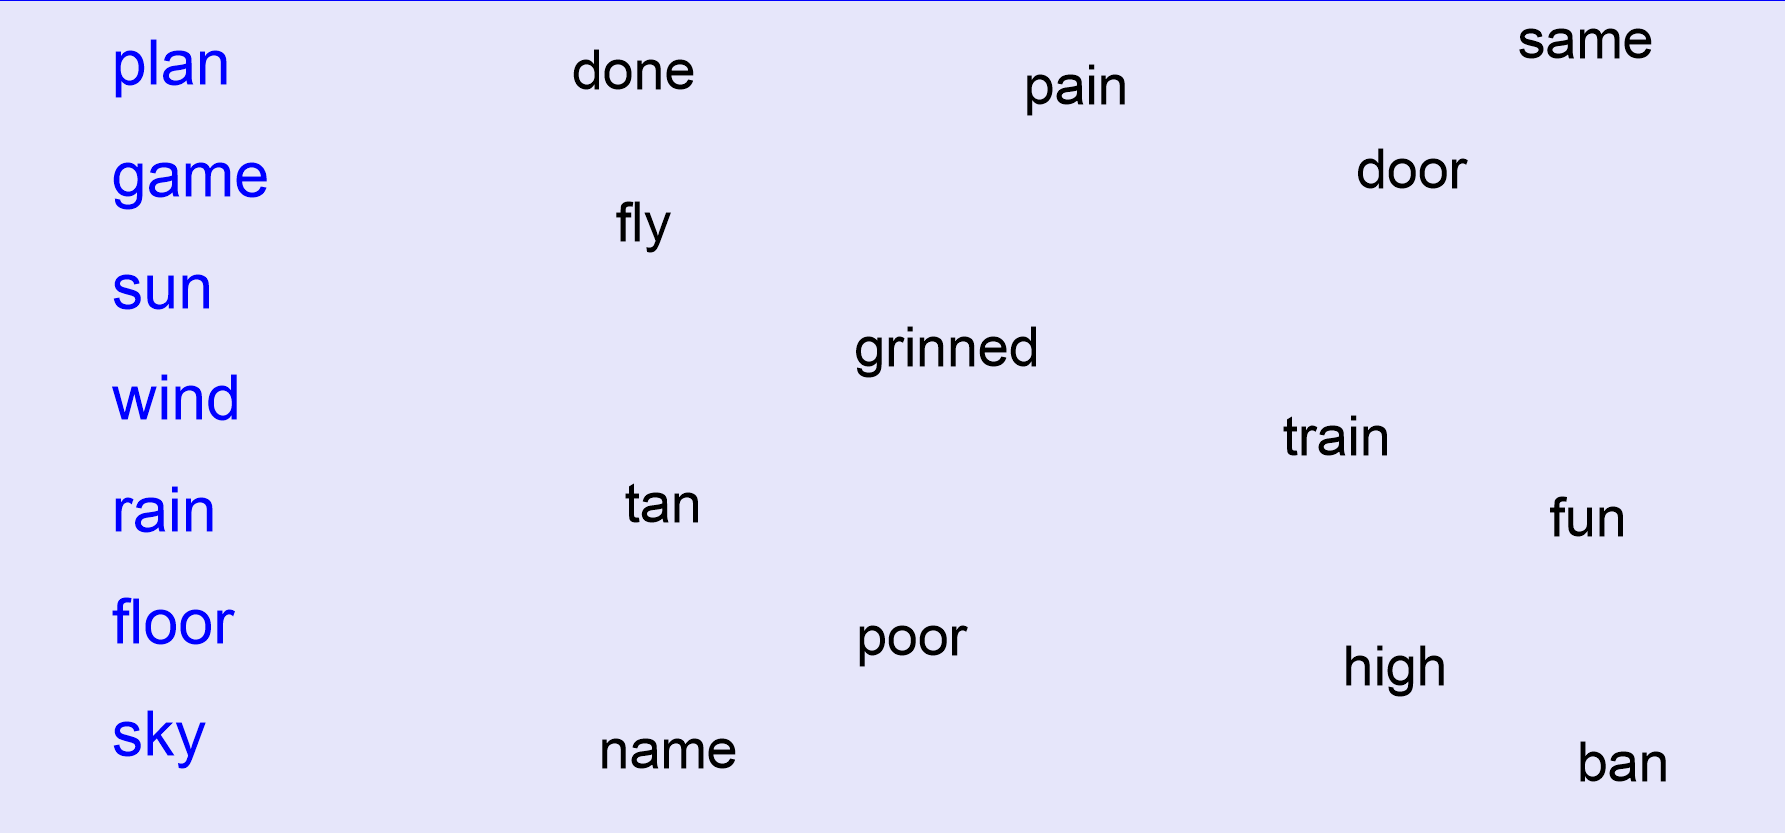 plan
game
sun
wind
rain
floor
sky
done
pain
same
door
fly
grinned
train
tan
fun
poor
high
name
ban